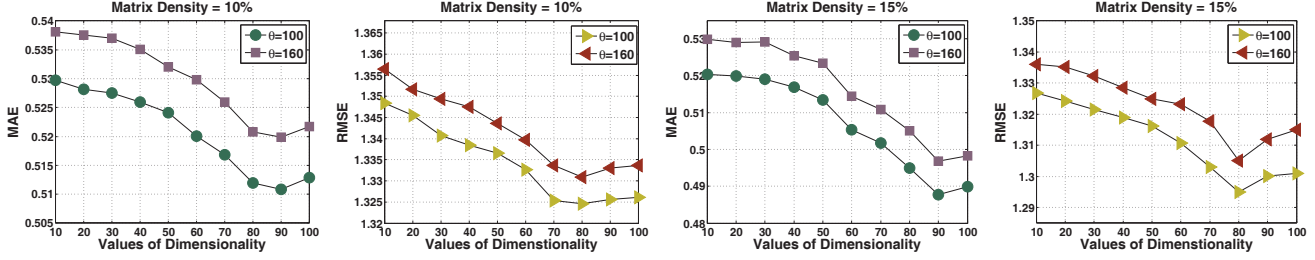 Matrix Density = 10%
0.54
0.535
0.53
0.525
0.52
0.515
0.51
0.505
MAE
θ=100
θ=160
10 20 30 40 50 60 70 80 90 100
Values of Dimensionality
Matrix Density = 10%
1.365
1.36
1.355
1.35
1.345
1.34
1.335
1.33
1.325
1.32
RMSE
θ=100
θ=160
10 20 30 40 50 60 70 80 90 100
Values of Dimenstionality
Matrix Density = 15%
0.53
0.52
0.51
0.5
0.49
0.48
MAE
θ=100
θ=160
10 20 30 40 50 60 70 80 90 100
Values of Dimensionality
Matrix Density = 15%
1.35
1.34
1.33
1.32
1.31
1.3
1.29
RMSE
θ=100
θ=160
10 20 30 40 50 60 70 80 90 100
Values of Dimenstionality